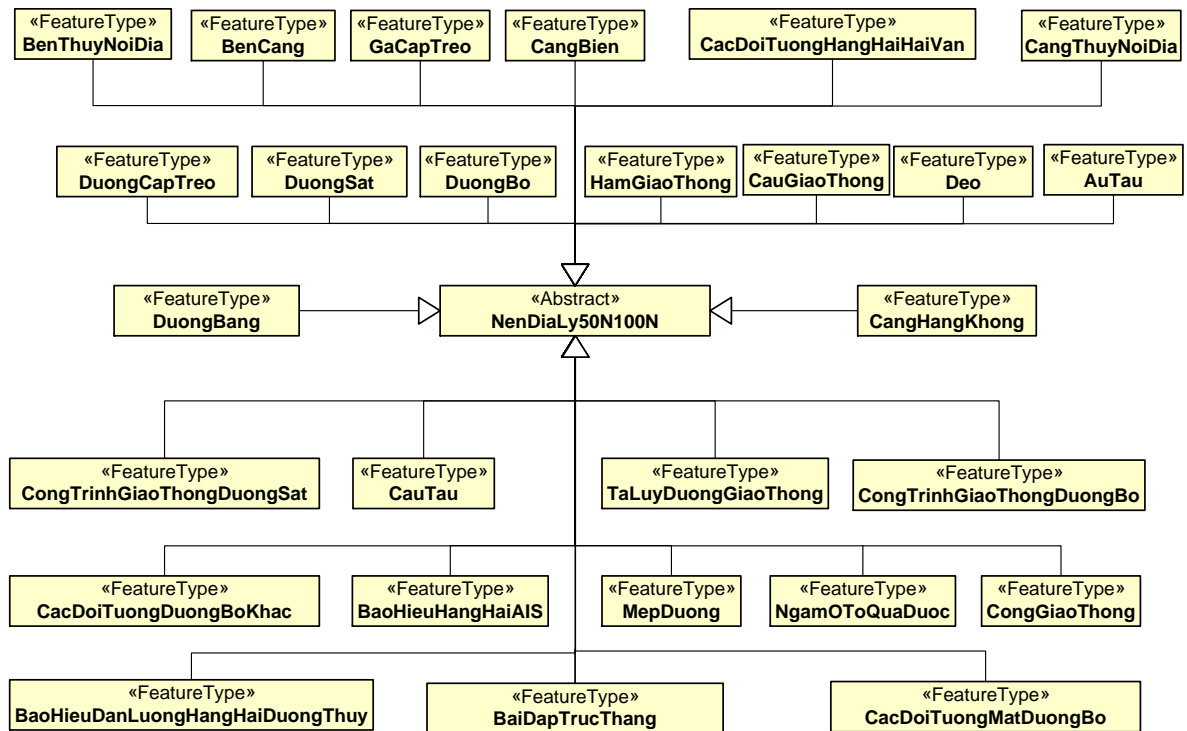 «FeatureType»
BenThuyNoiDia
«FeatureType»
BenCang
«FeatureType»
GaCapTreo
«FeatureType»
CangBien
«FeatureType»
CacDoiTuongHangHaiHaiVan
«FeatureType»
CangThuyNoiDia
«FeatureType»
DuongCapTreo
«FeatureType»
DuongSat
«FeatureType»
DuongBo
«FeatureType»
HamGiaoThong
«FeatureType»
CauGiaoThong
«FeatureType»
Deo
«FeatureType»
AuTau
«FeatureType»
DuongBang
«Abstract»
NenDiaLy50N100N
«FeatureType»
CangHangKhong
«FeatureType»
CongTrinhGiaoThongDuongSat
«FeatureType»
CauTau
«FeatureType»
TaLuyDuongGiaoThong
«FeatureType»
CongTrinhGiaoThongDuongBo
«FeatureType»
CacDoiTuongDuongBoKhac
«FeatureType»
BaoHieuHangHaiAIS
«FeatureType»
MepDuong
«FeatureType»
NgamOToQuaDuoc
«FeatureType»
CongGiaoThong
«FeatureType»
BaoHieuDanLuongHangHaiDuongThuy
«FeatureType»
BaiDapTrucThang
«FeatureType»
CacDoiTuongMatDuongBo